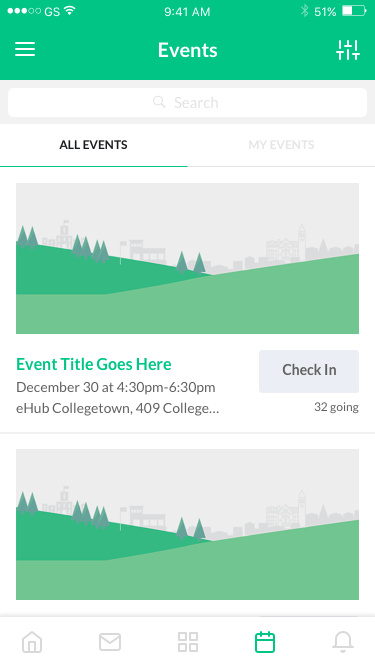 GS 9:41 AM 51%
Events
Search
ALL EVENTS MY EVENTS
Event Title Goes Here
Check In
December 30 at 4:30pm-6:30pm
eHub Collegetown, 409 College...
32 going